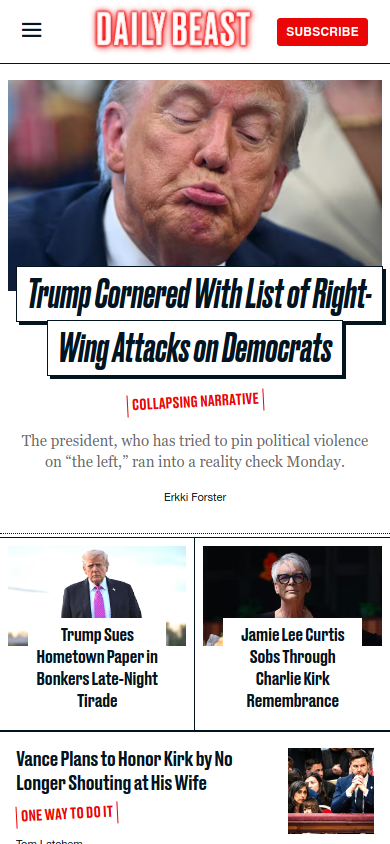 DAILY BEAST
SUBSCRIBE
Trump Cornered With List of Right-
Wing Attacks on Democrats
COLLAPSING NARRATIVE
The president, who has tried to pin political violence
on “the left,” ran into a reality check Monday.
Erkki Forster
Trump Sues
Hometown Paper in
Bonkers Late-Night
Tirade
Jamie Lee Curtis
Sobs Through
Charlie Kirk
Remembrance
Vance Plans to Honor Kirk by No
Longer Shouting at His Wife
ONE WAY TO DO IT
Tom Latchem